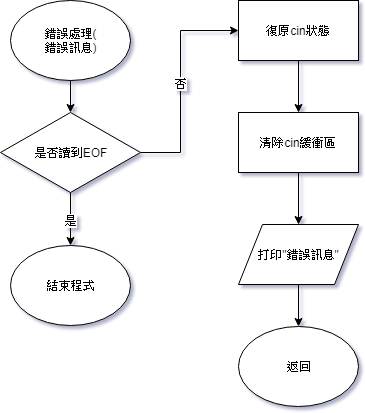 錯誤處理(
錯誤訊息)
是否讀到EOF
是
結束程式
否
復原cin狀態
清除cin緩衝區
打印"錯誤訊息"
返回